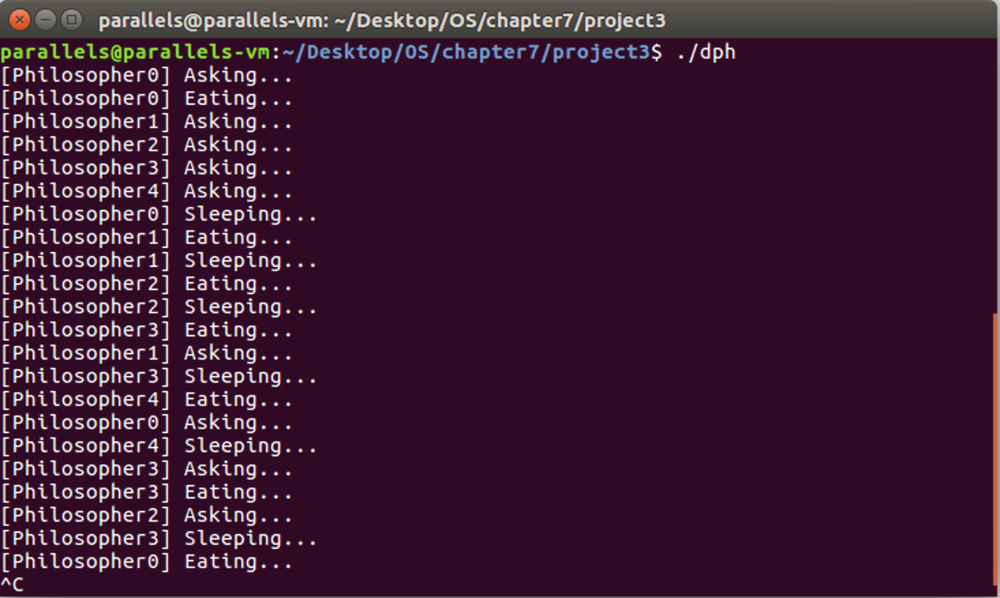 parallels@parallels-vm: ~/Desktop/OS/chapter7/project3
parallels@parallels-vm:~/Desktop/OS/chapter7/project3$ ./dph
[Philosopher0] Asking...
[Philosopher0] Eating...
[Philosopher1] Asking...
[Philosopher2] Asking...
[Philosopher3] Asking...
[Philosopher4] Asking...
[Philosopher0] Sleeping...
[Philosopher1] Eating...
[Philosopher1] Sleeping...
[Philosopher2] Eating...
[Philosopher2] Sleeping...
[Philosopher3] Eating...
[Philosopher1] Asking...
[Philosopher3] Sleeping...
[Philosopher4] Eating...
[Philosopher0] Asking...
[Philosopher4] Sleeping...
[Philosopher3] Asking...
[Philosopher3] Eating...
[Philosopher2] Asking...
[Philosopher3] Sleeping...
[Philosopher0] Eating...
^C